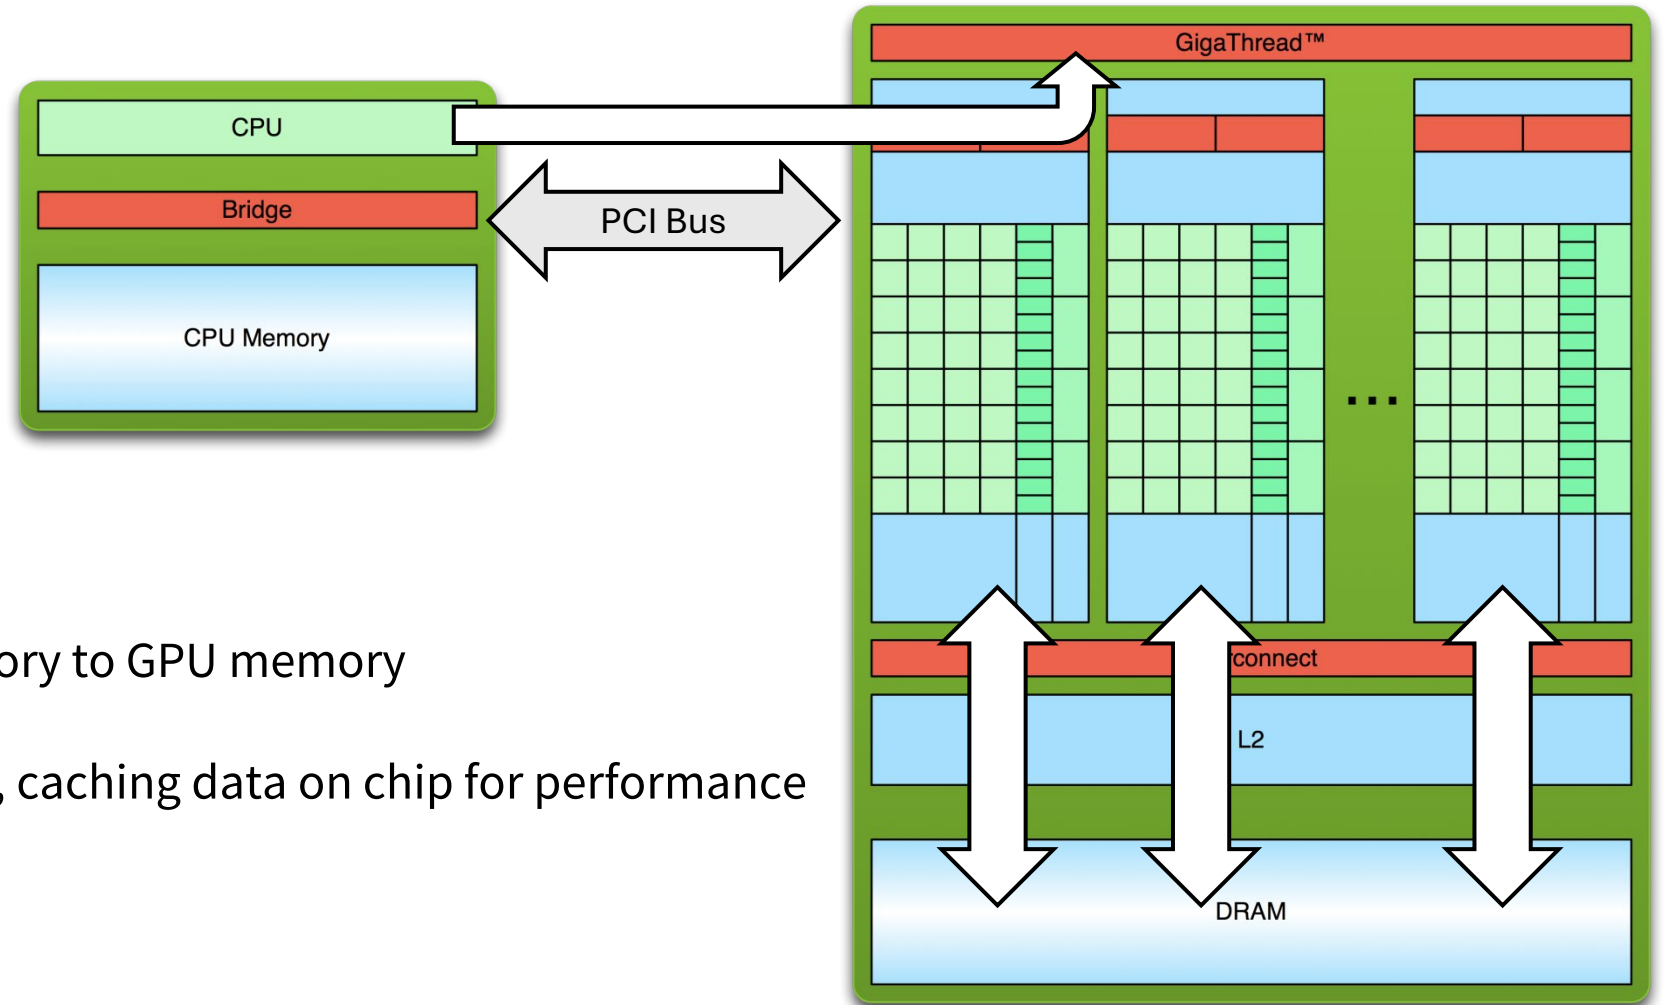 GigaThread™
CPU
Bridge
PCI Bus
CPU Memory
...
ory to GPU memory
rconnect
L2
, caching data on chip for performance
DRAM